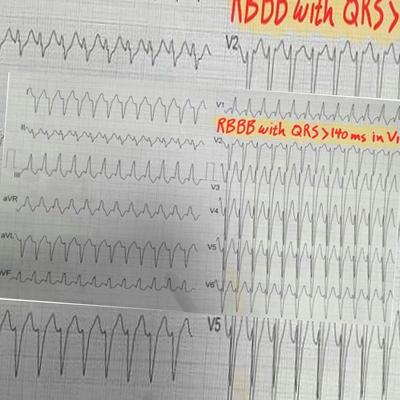 RBBB with QRS >
V2
V1
RBBB with QRS > 140 ms in V1
II
V2
III
V3
aVR
V4
aVL
V5
aVF
V6
V5